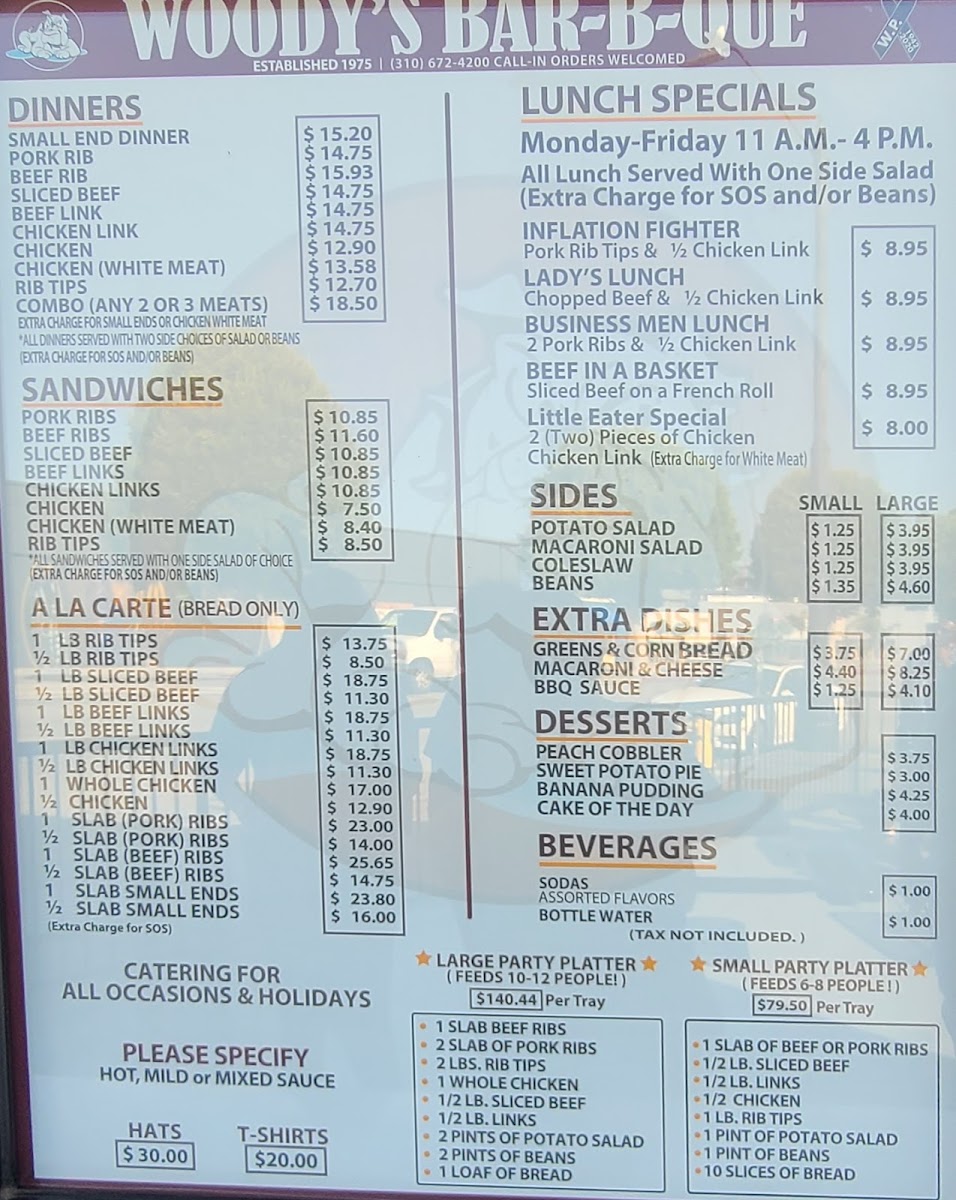 WOODY'S BAR-B-QUE
ESTABLISHED 1975 | (310) 672-4200 CALL-IN ORDERS WELCOMED
W.P.
1942
2020
DINNERS
SMALL END DINNER $ 15.20
PORK RIB $ 14.75
BEEF RIB $ 15.93
SLICED BEEF $ 14.75
BEEF LINK $ 14.75
CHICKEN LINK $ 14.75
CHICKEN $ 12.90
CHICKEN (WHITE MEAT) $ 13.58
RIB TIPS $ 12.70
COMBO (ANY 2 OR 3 MEATS) $ 18.50
EXTRA CHARGE FOR SMALL ENDS OR CHICKEN WHITE MEAT
*ALL DINNERS SERVED WITH TWO SIDE CHOICES OF SALAD OR BEANS
(EXTRA CHARGE FOR SOS AND/OR BEANS)
SANDWICHES
PORK RIBS $ 10.85
BEEF RIBS $ 11.60
SLICED BEEF $ 10.85
BEEF LINKS $ 10.85
CHICKEN LINKS $ 10.85
CHICKEN $ 7.50
CHICKEN (WHITE MEAT) $ 8.40
RIB TIPS $ 8.50
*ALL SANDWICHES SERVED WITH ONE SIDE SALAD OF CHOICE
(EXTRA CHARGE FOR SOS AND/OR BEANS)
A LA CARTE (BREAD ONLY)
1 LB RIB TIPS $ 13.75
½ LB RIB TIPS $ 8.50
1 LB SLICED BEEF $ 18.75
½ LB SLICED BEEF $ 11.30
1 LB BEEF LINKS $ 18.75
½ LB BEEF LINKS $ 11.30
1 LB CHICKEN LINKS $ 18.75
½ LB CHICKEN LINKS $ 11.30
1 WHOLE CHICKEN $ 17.00
½ CHICKEN $ 12.90
1 SLAB (PORK) RIBS $ 23.00
½ SLAB (PORK) RIBS $ 14.00
1 SLAB (BEEF) RIBS $ 25.65
½ SLAB (BEEF) RIBS $ 14.75
1 SLAB SMALL ENDS $ 23.80
½ SLAB SMALL ENDS $ 16.00
(Extra Charge for SOS)
CATERING FOR
ALL OCCASIONS & HOLIDAYS
PLEASE SPECIFY
HOT, MILD or MIXED SAUCE
HATS T-SHIRTS
$ 30.00 $20.00
LUNCH SPECIALS
Monday-Friday 11 A.M.- 4 P.M.
All Lunch Served With One Side Salad
(Extra Charge for SOS and/or Beans)
INFLATION FIGHTER
Pork Rib Tips & ½ Chicken Link $ 8.95
LADY'S LUNCH
Chopped Beef & ½ Chicken Link $ 8.95
BUSINESS MEN LUNCH
2 Pork Ribs & ½ Chicken Link $ 8.95
BEEF IN A BASKET
Sliced Beef on a French Roll $ 8.95
Little Eater Special
2 (Two) Pieces of Chicken $ 8.00
Chicken Link (Extra Charge for White Meat)
SIDES SMALL LARGE
POTATO SALAD $ 1.25 $ 3.95
MACARONI SALAD $ 1.25 $ 3.95
COLESLAW $ 1.25 $ 3.95
BEANS $ 1.35 $ 4.60
EXTRA DISHES
GREENS & CORN BREAD $ 3.75 $ 7.00
MACARONI & CHEESE $ 4.40 $ 8.25
BBQ SAUCE $ 1.25 $ 4.10
DESSERTS
PEACH COBBLER $ 3.75
SWEET POTATO PIE $ 3.00
BANANA PUDDING $ 4.25
CAKE OF THE DAY $ 4.00
BEVERAGES
SODAS $ 1.00
ASSORTED FLAVORS
BOTTLE WATER $ 1.00
(TAX NOT INCLUDED. )
LARGE PARTY PLATTER
( FEEDS 10-12 PEOPLE! )
$140.44 Per Tray
• 1 SLAB BEEF RIBS
• 2 SLAB OF PORK RIBS
• 2 LBS. RIB TIPS
• 1 WHOLE CHICKEN
• 1/2 LB. SLICED BEEF
• 1/2 LB. LINKS
• 2 PINTS OF POTATO SALAD
• 2 PINTS OF BEANS
• 1 LOAF OF BREAD
SMALL PARTY PLATTER
( FEEDS 6-8 PEOPLE ! )
$79.50 Per Tray
• 1 SLAB OF BEEF OR PORK RIBS
• 1/2 LB. SLICED BEEF
• 1/2 LB. LINKS
• 1/2 CHICKEN
• 1 LB. RIB TIPS
• 1 PINT OF POTATO SALAD
• 1 PINT OF BEANS
• 10 SLICES OF BREAD